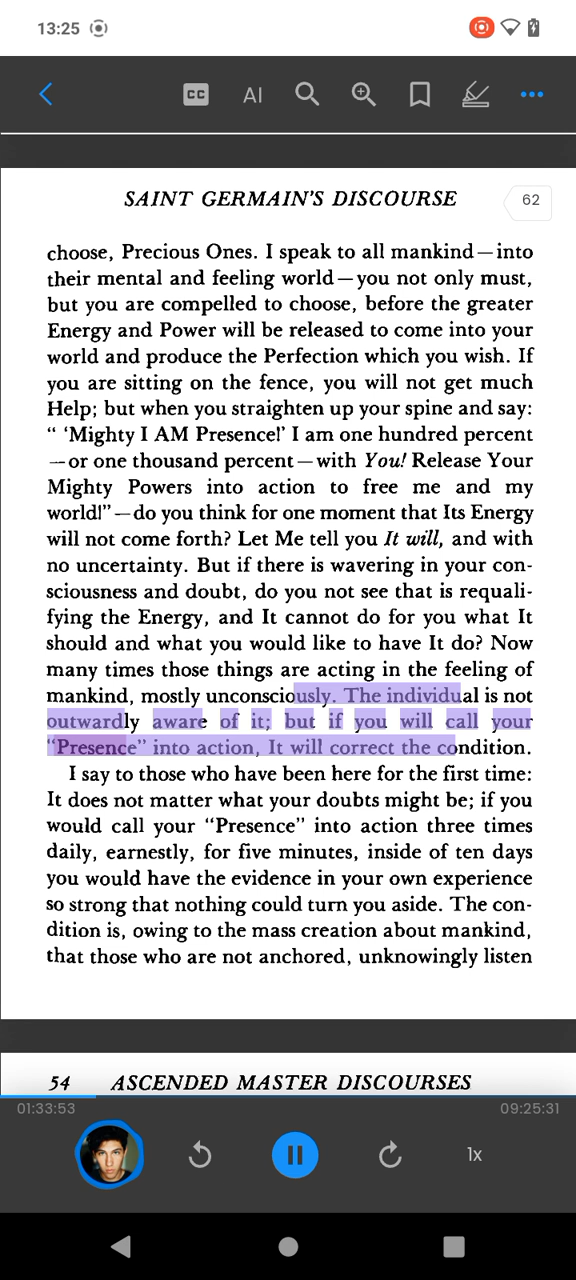 13:25
CC AI
SAINT GERMAIN'S DISCOURSE 62
choose, Precious Ones. I speak to all mankind—into
their mental and feeling world—you not only must,
but you are compelled to choose, before the greater
Energy and Power will be released to come into your
world and produce the Perfection which you wish. If
you are sitting on the fence, you will not get much
Help; but when you straighten up your spine and say:
“ ‘Mighty I AM Presence!’ I am one hundred percent
—or one thousand percent—with You! Release Your
Mighty Powers into action to free me and my
world!”—do you think for one moment that Its Energy
will not come forth? Let Me tell you It will, and with
no uncertainty. But if there is wavering in your con-
sciousness and doubt, do you not see that is requali-
fying the Energy, and It cannot do for you what It
should and what you would like to have It do? Now
many times those things are acting in the feeling of
mankind, mostly unconsciously. The individual is not
outwardly aware of it; but if you will call your
“Presence” into action, It will correct the condition.
I say to those who have been here for the first time:
It does not matter what your doubts might be; if you
would call your “Presence” into action three times
daily, earnestly, for five minutes, inside of ten days
you would have the evidence in your own experience
so strong that nothing could turn you aside. The con-
dition is, owing to the mass creation about mankind,
that those who are not anchored, unknowingly listen
54 ASCENDED MASTER DISCOURSES
01:33:53 09:25:31
1x